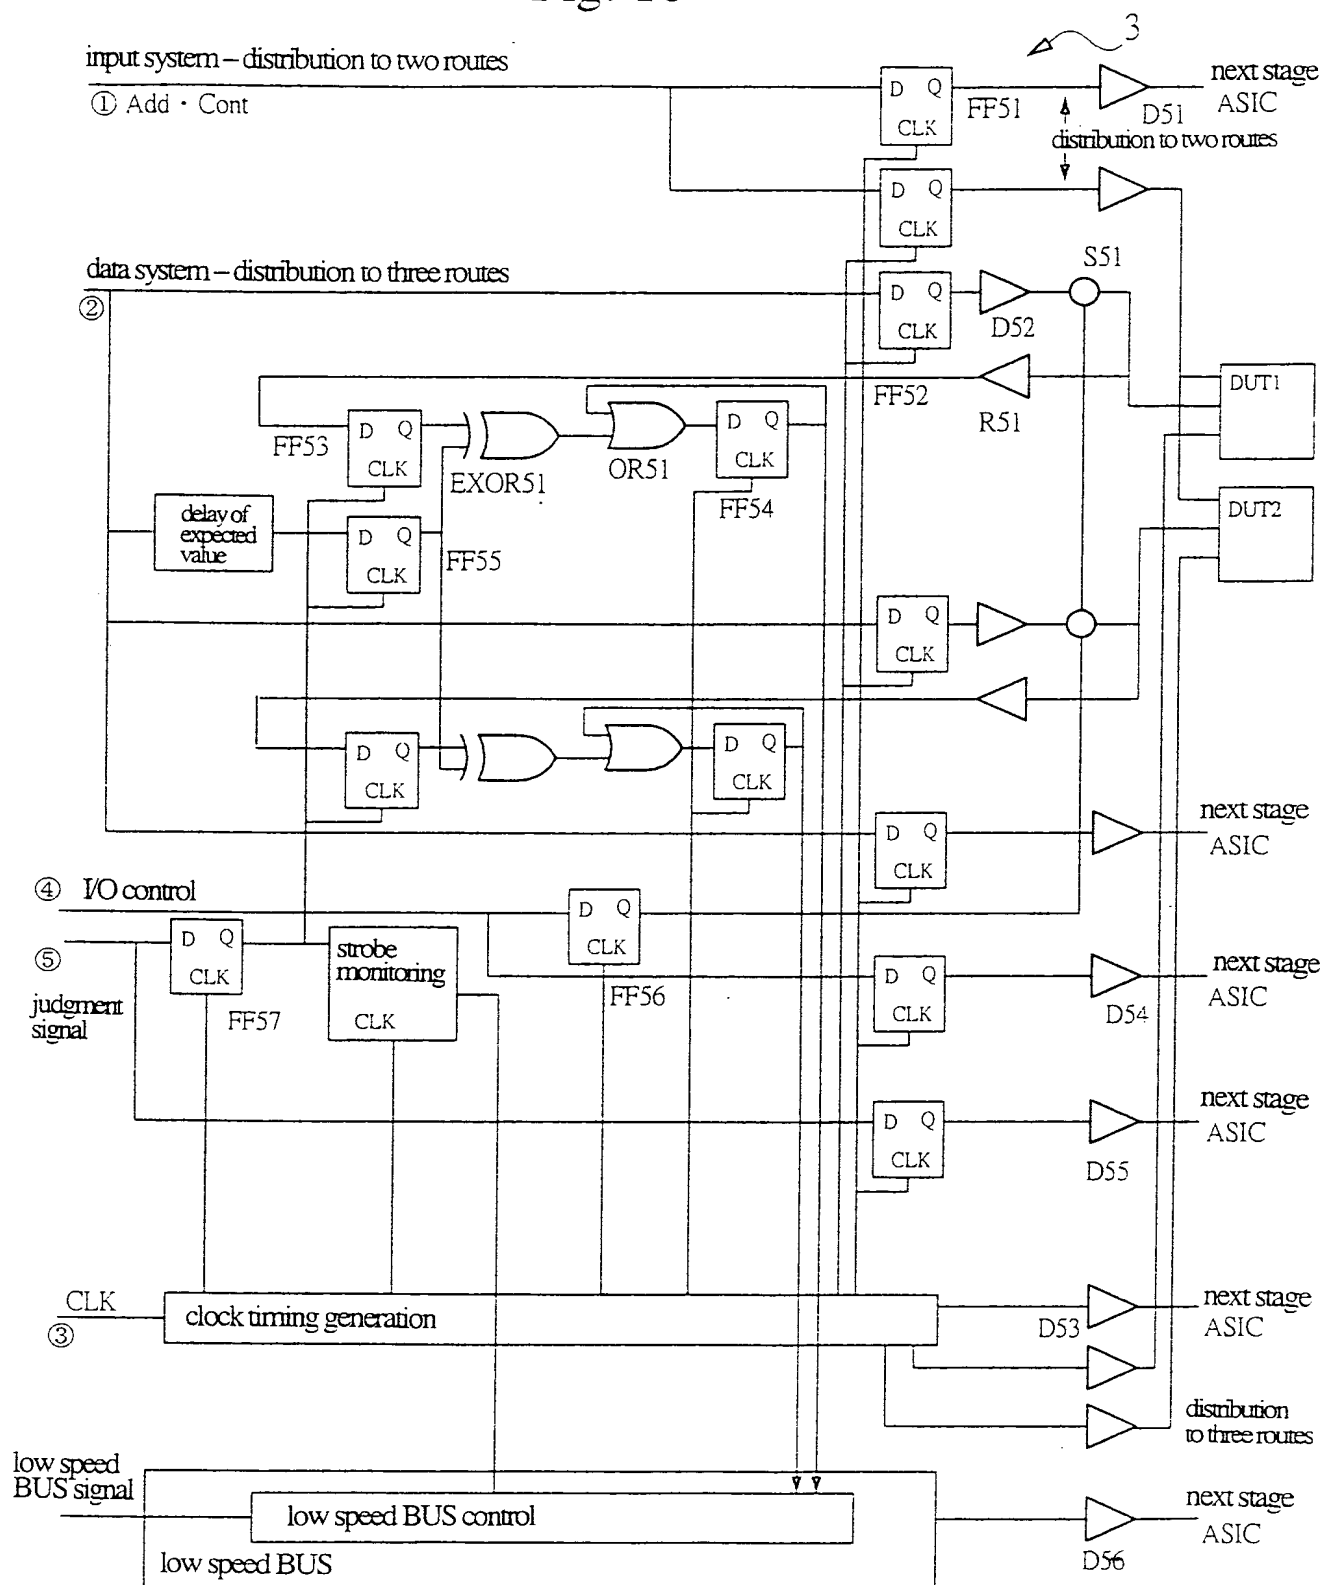 3
input system – distribution to two routes
① Add · Cont
D Q
CLK
FF51
D51
next stage
ASIC
distribution to two routes
D Q
CLK
data system – distribution to three routes
②
D Q
CLK
D52
S51
FF52
R51
DUT1
FF53
D Q
CLK
EXOR51
OR51
D Q
CLK
FF54
DUT2
delay of
expected
value
D Q
CLK
FF55
D Q
CLK
D Q
CLK
D Q
CLK
D Q
CLK
next stage
ASIC
④ I/O control
D Q
CLK
⑤
D Q
CLK
strobe
monitoring
CLK
FF56
judgment
signal
FF57
D Q
CLK
D54
next stage
ASIC
D Q
CLK
D55
next stage
ASIC
CLK
③
clock timing generation
D53
next stage
ASIC
distribution
to three routes
low speed
BUS signal
low speed BUS control
low speed BUS
D56
next stage
ASIC